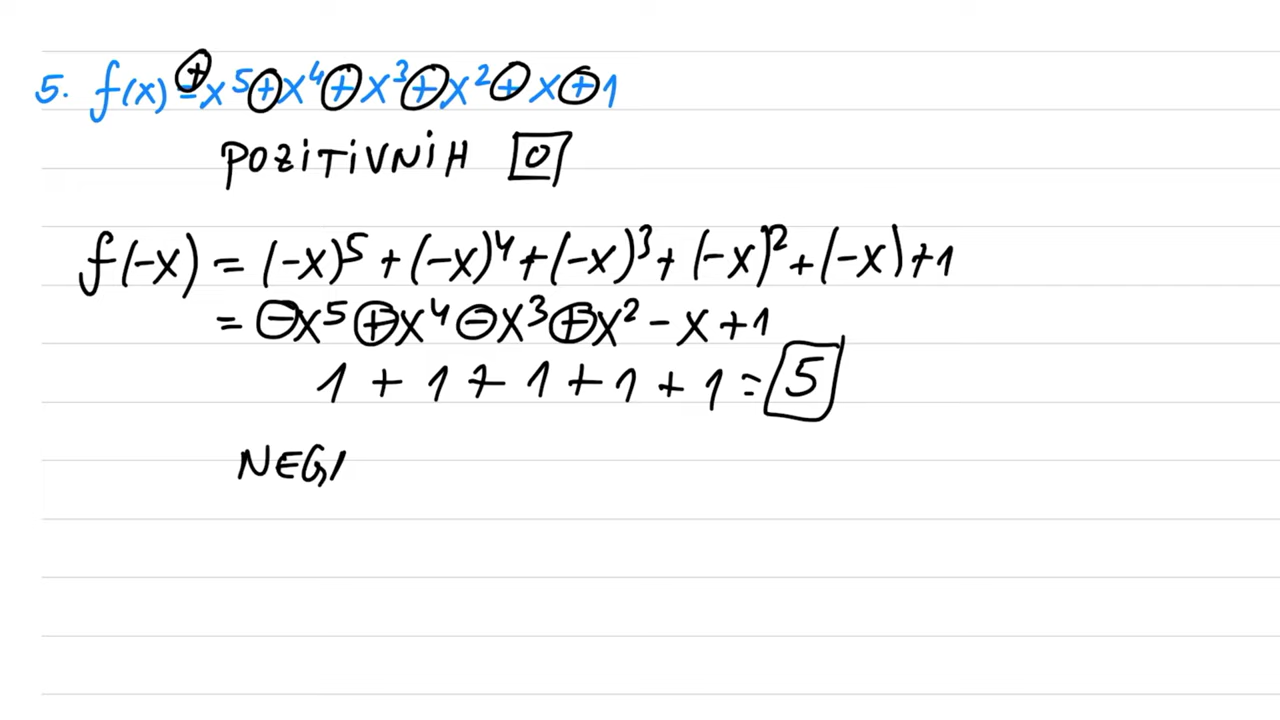 5. f(x) = x⁵ + x⁴ + x³ + x² + x + 1
POZITIVNIH 0
f(-x) = (-x)⁵ + (-x)⁴ + (-x)³ + (-x)² + (-x) + 1
= -x⁵ + x⁴ - x³ + x² - x + 1
1 + 1 + 1 + 1 + 1 = 5
NEG